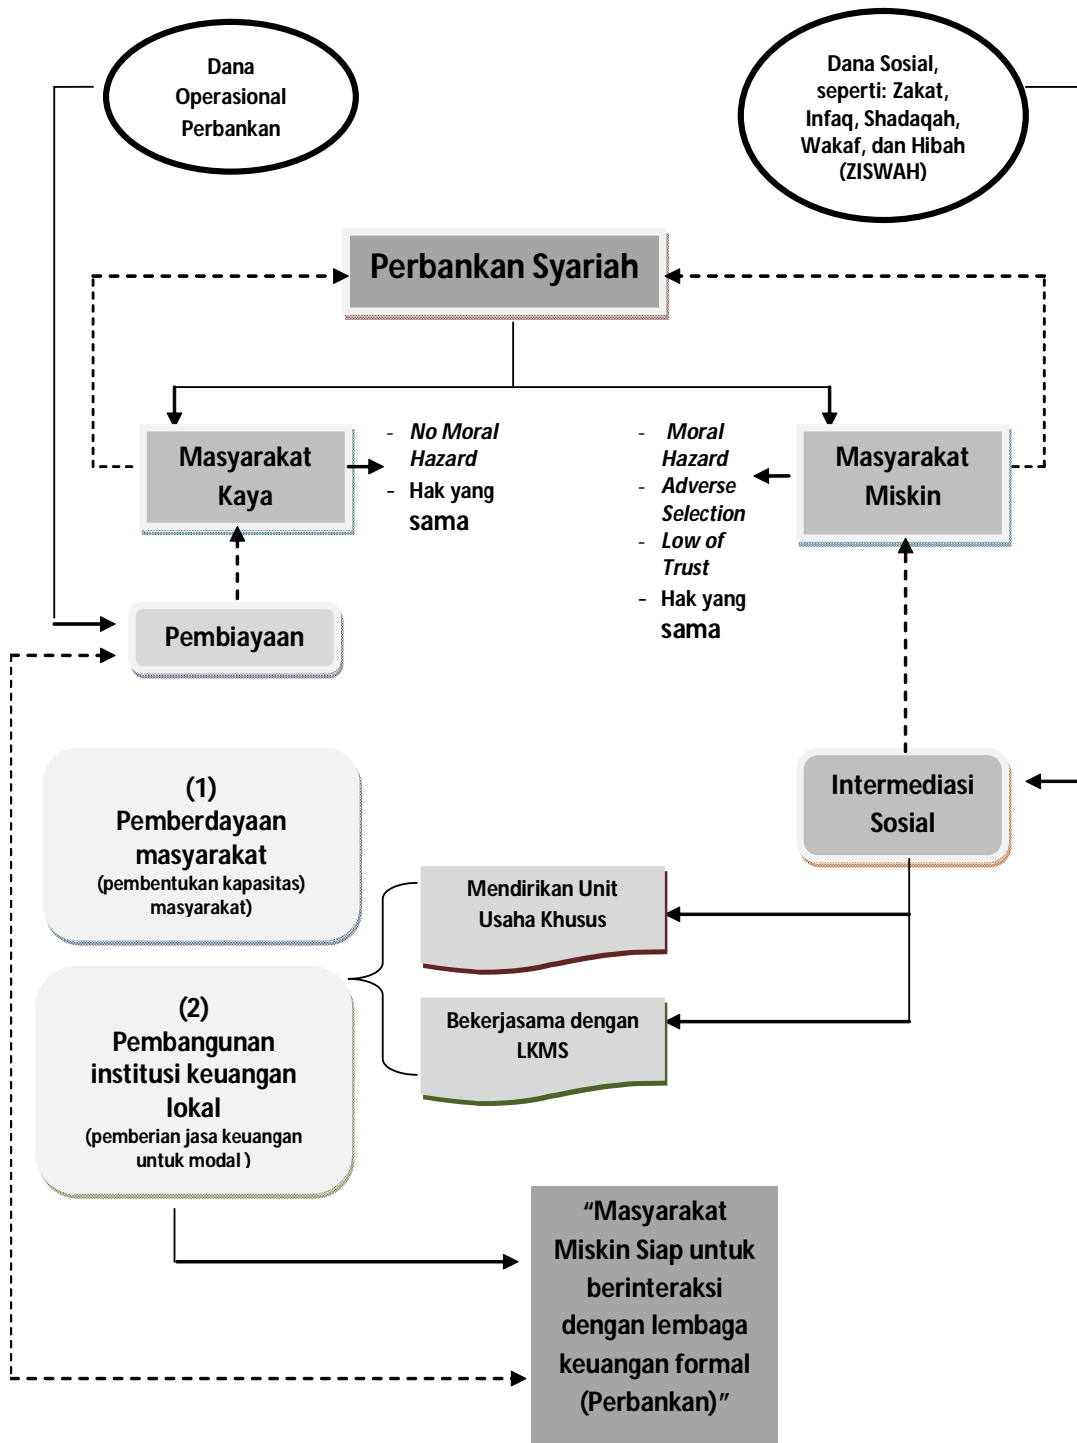 Dana
Operasional
Perbankan
Dana Sosial,
seperti: Zakat,
Infaq, Shadaqah,
Wakaf, dan Hibah
(ZISWAH)
Perbankan Syariah
Masyarakat
Kaya
- No Moral
Hazard
- Hak yang
sama
- Moral
Hazard
- Adverse
Selection
- Low of
Trust
- Hak yang
sama
Masyarakat
Miskin
Pembiayaan
Intermediasi
Sosial
(1)
Pemberdayaan
masyarakat
(pembentukan kapasitas)
masyarakat)
Mendirikan Unit
Usaha Khusus
(2)
Pembangunan
institusi keuangan
lokal
(pemberian jasa keuangan
untuk modal )
Bekerjasama dengan
LKMS
“Masyarakat
Miskin Siap untuk
berinteraksi
dengan lembaga
keuangan formal
(Perbankan)”